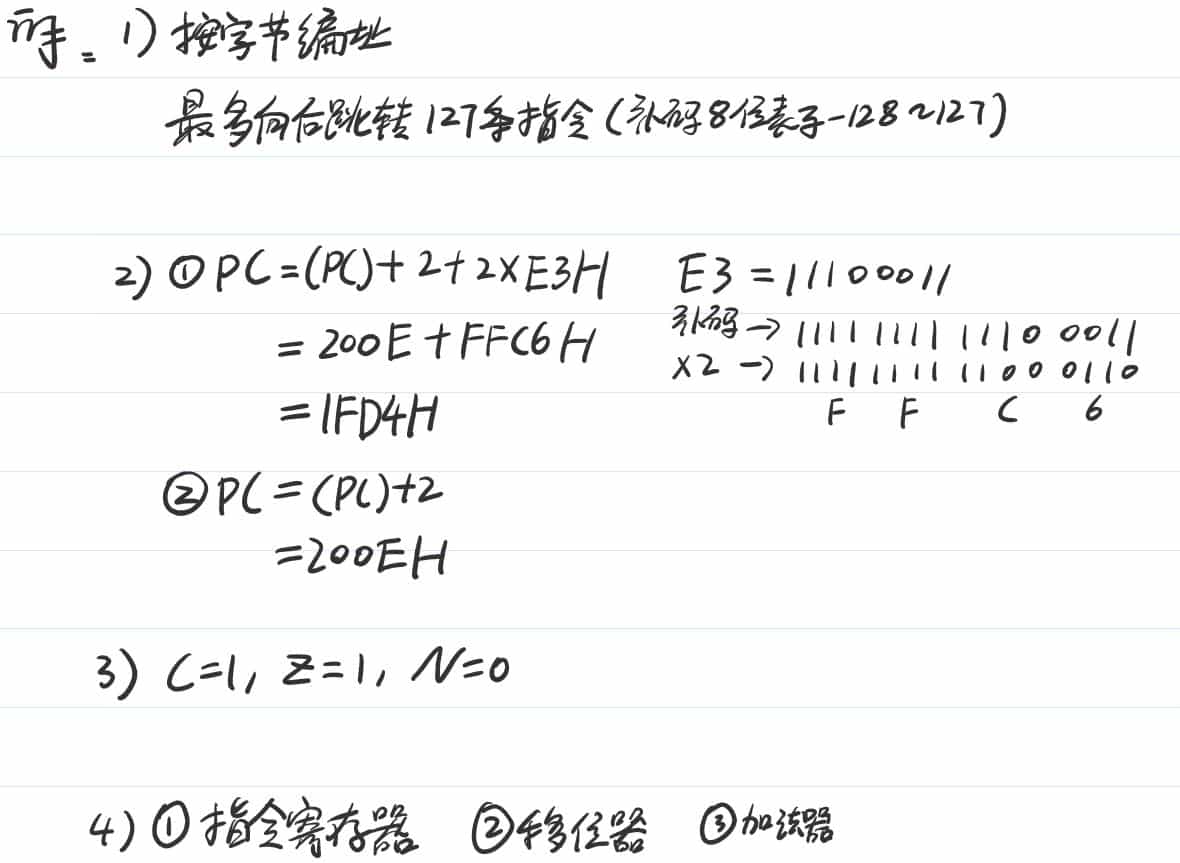 解: 1) 按字节编址
最多向后跳转127条指令(补码8位表示-128~127)
2) ① PC=(PC)+2+2×E3H E3=11100011
=200E+FFC6H 补码→ 1111 1111 1110 0011
=1FD4H ×2→ 1111 1111 1100 0110
F F C 6
② PC=(PC)+2
=200EH
3) C=1, Z=1, N=0
4) ① 指令寄存器 ② 移位器 ③ 加法器